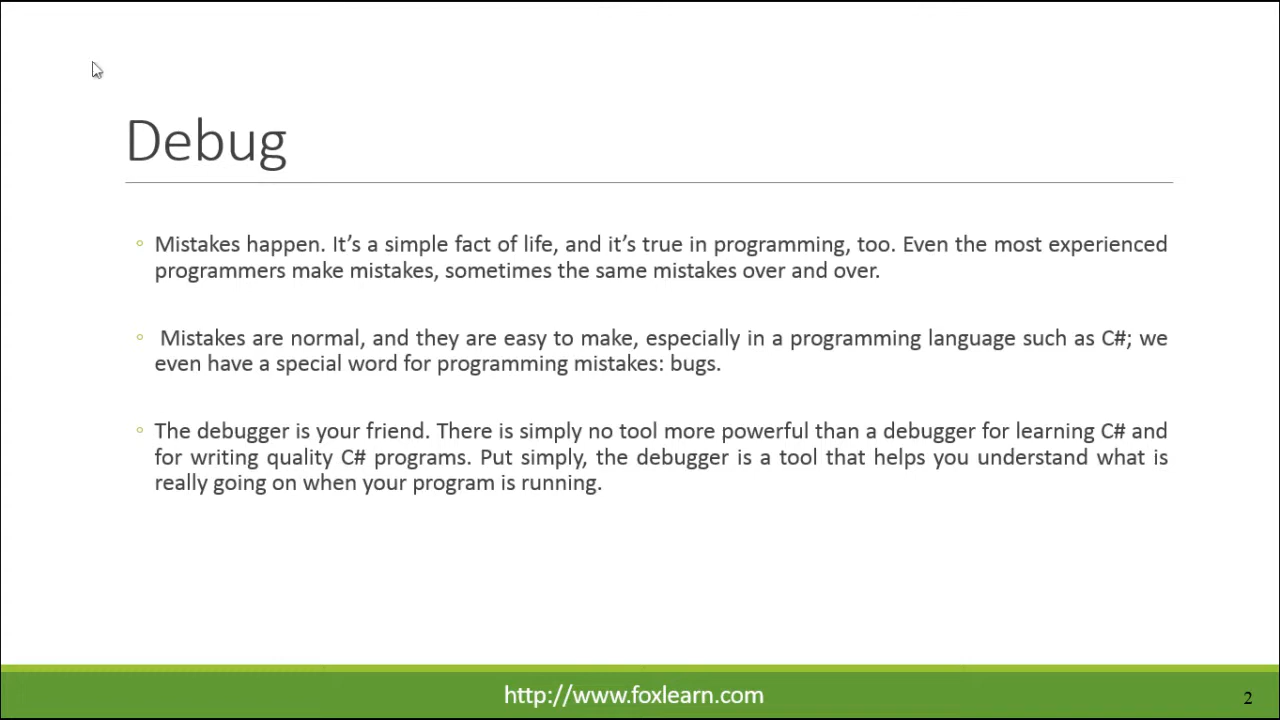 Debug
Mistakes happen. It’s a simple fact of life, and it’s true in programming, too. Even the most experienced
programmers make mistakes, sometimes the same mistakes over and over.
Mistakes are normal, and they are easy to make, especially in a programming language such as C#; we
even have a special word for programming mistakes: bugs.
The debugger is your friend. There is simply no tool more powerful than a debugger for learning C# and
for writing quality C# programs. Put simply, the debugger is a tool that helps you understand what is
really going on when your program is running.
http://www.foxlearn.com
2